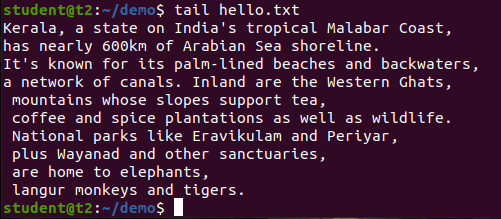 student@t2:~/demo$ tail hello.txt
Kerala, a state on India's tropical Malabar Coast,
has nearly 600km of Arabian Sea shoreline.
It's known for its palm-lined beaches and backwaters,
a network of canals. Inland are the Western Ghats,
 mountains whose slopes support tea,
 coffee and spice plantations as well as wildlife.
 National parks like Eravikulam and Periyar,
 plus Wayanad and other sanctuaries,
 are home to elephants,
 langur monkeys and tigers.
student@t2:~/demo$